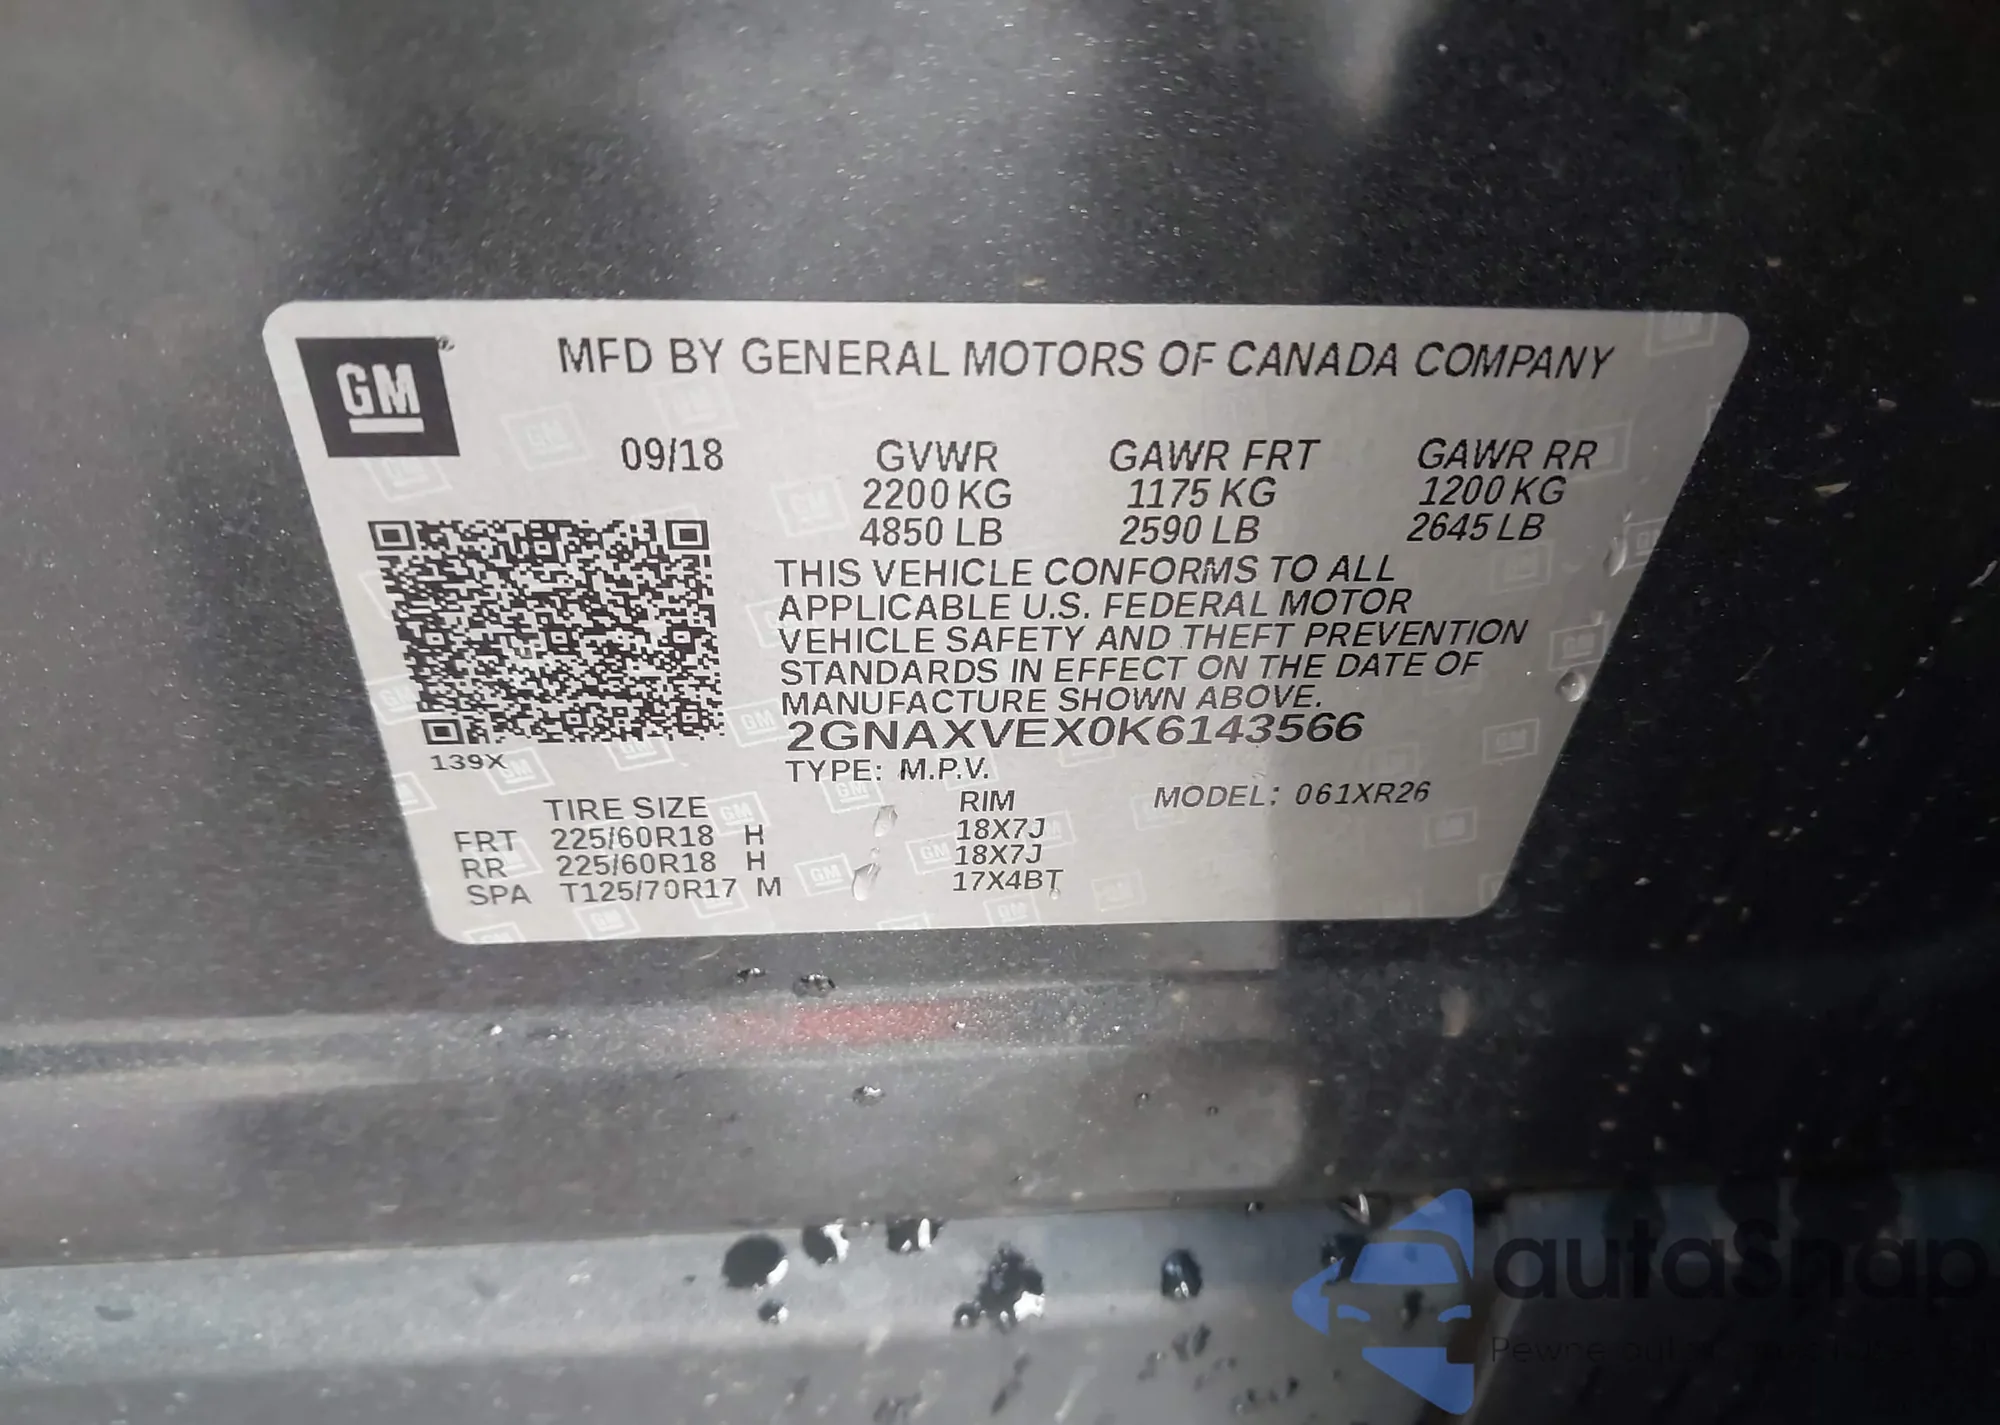 GM
MFD BY GENERAL MOTORS OF CANADA COMPANY
09/18 GVWR GAWR FRT GAWR RR
2200 KG 1175 KG 1200 KG
4850 LB 2590 LB 2645 LB
THIS VEHICLE CONFORMS TO ALL
APPLICABLE U.S. FEDERAL MOTOR
VEHICLE SAFETY AND THEFT PREVENTION
STANDARDS IN EFFECT ON THE DATE OF
MANUFACTURE SHOWN ABOVE.
2GNAXVEX0K6143566
139X
TYPE: M.P.V.
TIRE SIZE RIM MODEL: 061XR26
FRT 225/60R18 H 18X7J
RR 225/60R18 H 18X7J
SPA T125/70R17 M 17X4BT
autaSnap
Pewne